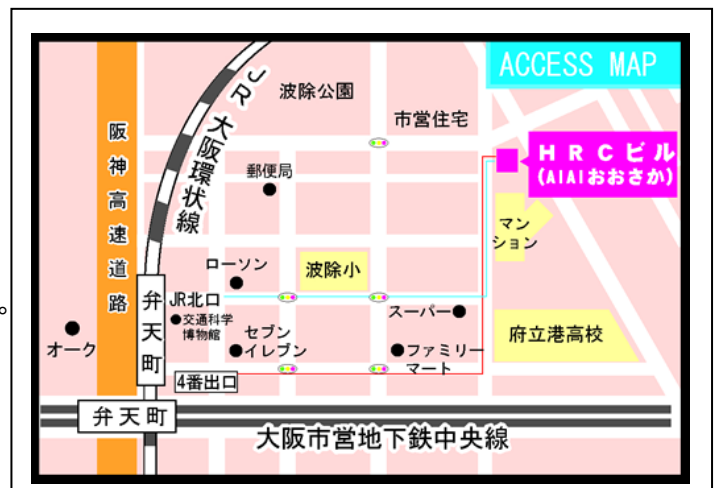 ACCESS MAP
波除公園
市営住宅
HRCビル
(AIAIおおさか)
JR大阪環状線
阪神高速道路
郵便局
マン
ション
ローソン
波除小
JR北口
スーパー
交通科学
博物館
弁天町
オーク
セブン
イレブン
ファミリー
マート
府立港高校
4番出口
弁天町
大阪市営地下鉄中央線
。